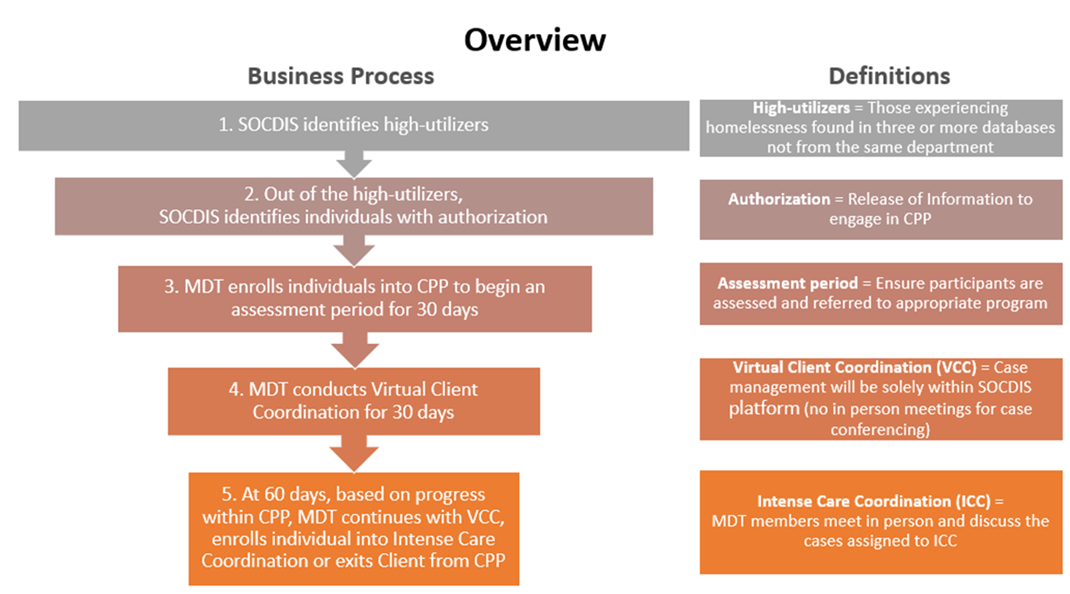 Overview
Business Process
Definitions
1. SOCDIS identifies high-utilizers
High-utilizers = Those experiencing
homelessness found in three or more databases
not from the same department
2. Out of the high-utilizers,
SOCDIS identifies individuals with authorization
Authorization = Release of Information to
engage in CPP
3. MDT enrolls individuals into CPP to begin an
assessment period for 30 days
Assessment period = Ensure participants are
assessed and referred to appropriate program
4. MDT conducts Virtual Client
Coordination for 30 days
Virtual Client Coordination (VCC) = Case
management will be solely within SOCDIS
platform (no in person meetings for case
conferencing)
5. At 60 days, based on progress
within CPP, MDT continues with VCC,
enrolls individual into Intense Care
Coordination or exits Client from CPP
Intense Care Coordination (ICC) =
MDT members meet in person and discuss the
cases assigned to ICC